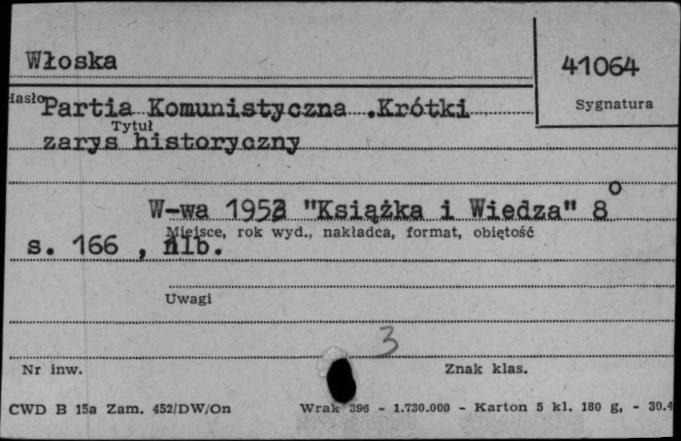 Włoska
41064
Hasło
Sygnatura
Partia Komunistyczna .Krótki
Tytuł
zarys historyczny
W-wa 1953 "Książka i Wiedza" 8°
Miejsce, rok wyd., nakładca, format, objętość
s. 166 , nlb.
Uwagi
3
Nr inw.
Znak klas.
CWD B 15a Zam. 452/DW/On
Wrak 396 - 1.730.000 - Karton 5 kl. 180 g, - 30.4